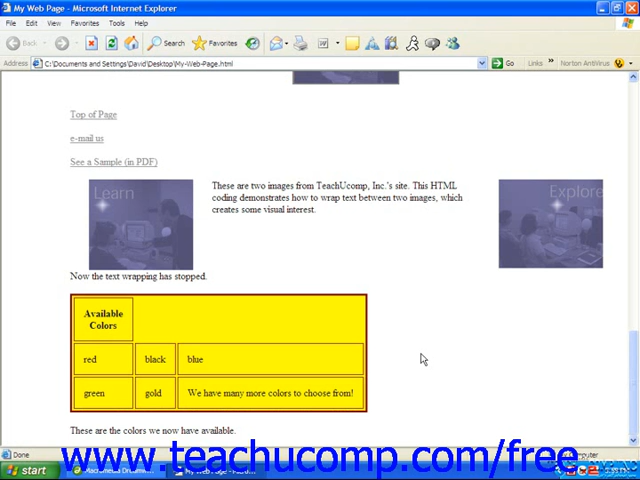 My Web Page - Microsoft Internet Explorer
File Edit View Favorites Tools Help
Back Search Favorites
Address C:\Documents and Settings\David\Desktop\My-Web-Page.html Go Links » Norton AntiVirus
Top of Page
e-mail us
See a Sample (in PDF)
Learn
These are two images from TeachUcomp, Inc.'s site. This HTML
coding demonstrates how to wrap text between two images, which
creates some visual interest.
Explore
Now the text wrapping has stopped.
Available
Colors
red black blue
green gold We have many more colors to choose from!
These are the colors we now have available.
Done
www.teachucomp.com/free
start